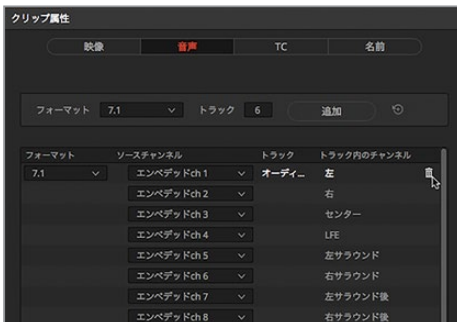 クリップ属性
映像 音声 TC 名前
フォーマット 7.1 トラック 6 追加
フォーマット ソースチャンネル トラック トラック内のチャンネル
7.1 エンベデッドch 1 オーディ... 左
エンベデッドch 2 右
エンベデッドch 3 センター
エンベデッドch 4 LFE
エンベデッドch 5 左サラウンド
エンベデッドch 6 右サラウンド
エンベデッドch 7 左サラウンド後
エンベデッドch 8 右サラウンド後